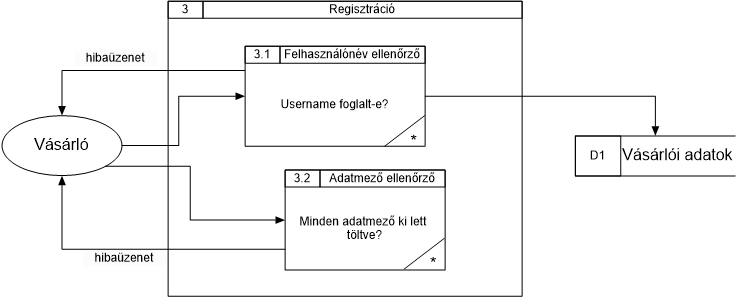 3 Regisztráció
3.1 Felhasználónév ellenőrző
hibaüzenet
Username foglalt-e?
*
Vásárló
D1 Vásárlói adatok
3.2 Adatmező ellenőrző
Minden adatmező ki lett
töltve?
*
hibaüzenet